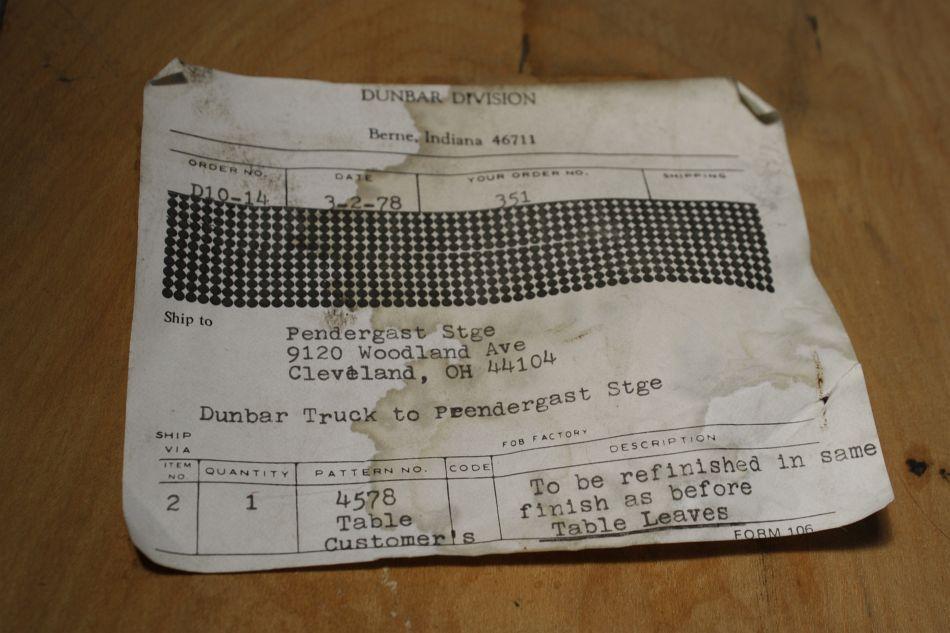 DUNBAR DIVISION
Berne, Indiana 46711
ORDER NO. DATE YOUR ORDER NO. SHIPPING
D10-14 3-2-78 351
Ship to
Pendergast Stge
9120 Woodland Ave
Cleveland, OH 44104
Dunbar Truck to Preendergast Stge
SHIP VIA FOB FACTORY
ITEM NO. QUANTITY PATTERN NO. CODE DESCRIPTION
2 1 4578 To be refinished in same
Table finish as before
Customer's Table Leaves
FORM 106